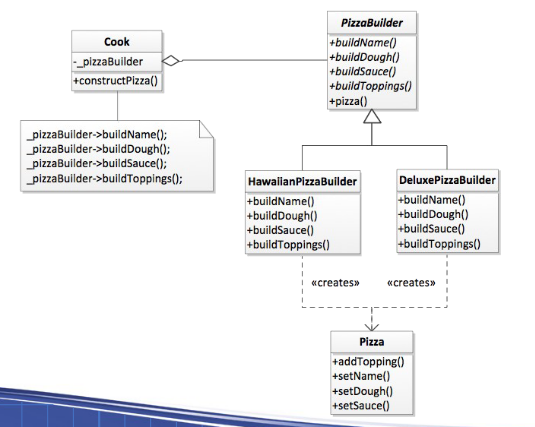 Cook
-_pizzaBuilder
+constructPizza()
_pizzaBuilder->buildName();
_pizzaBuilder->buildDough();
_pizzaBuilder->buildSauce();
_pizzaBuilder->buildToppings();
PizzaBuilder
+buildName()
+buildDough()
+buildSauce()
+buildToppings()
+pizza()
HawaiianPizzaBuilder
+buildName()
+buildDough()
+buildSauce()
+buildToppings()
DeluxePizzaBuilder
+buildName()
+buildDough()
+buildSauce()
+buildToppings()
«creates»
«creates»
Pizza
+addTopping()
+setName()
+setDough()
+setSauce()